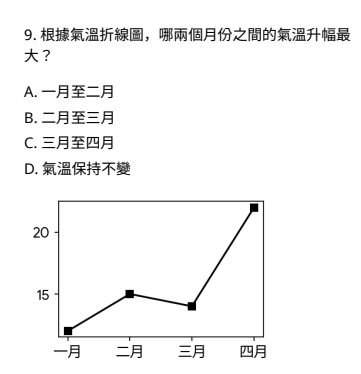 9. 根據氣溫折線圖，哪兩個月份之間的氣溫升幅最
大？
A. 一月至二月
B. 二月至三月
C. 三月至四月
D. 氣溫保持不變
20
15
一月 二月 三月 四月